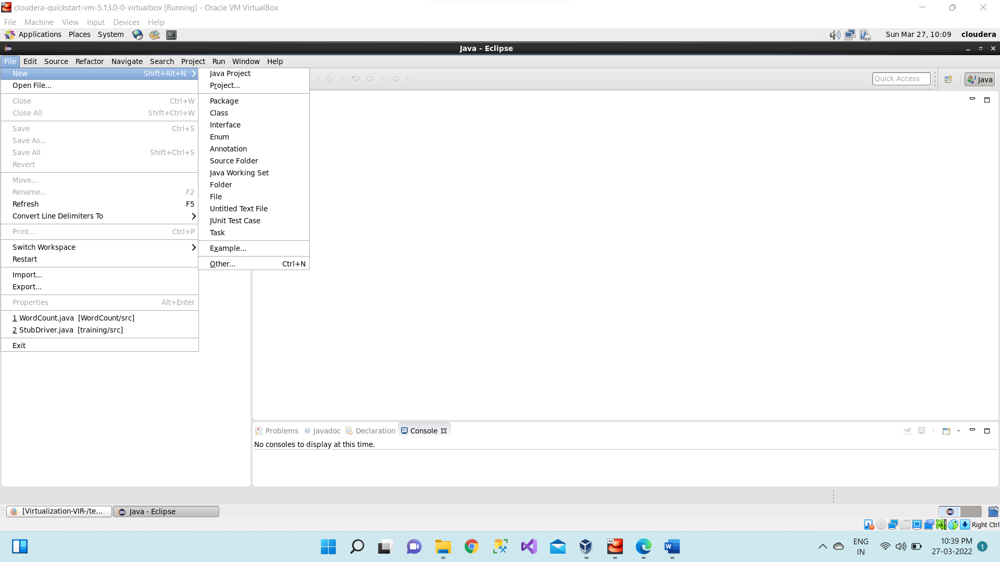 cloudera-quickstart-vm-5.13.0-0-virtualbox [Running] - Oracle VM VirtualBox
File Machine View Input Devices Help
Applications Places System Sun Mar 27, 10:09 cloudera
Java - Eclipse
File Edit Source Refactor Navigate Search Project Run Window Help
New Shift+Alt+N
Open File...
Close Ctrl+W
Close All Shift+Ctrl+W
Save Ctrl+S
Save As...
Save All Shift+Ctrl+S
Revert
Move...
Rename... F2
Refresh F5
Convert Line Delimiters To
Print... Ctrl+P
Switch Workspace
Restart
Import...
Export...
Properties Alt+Enter
1 WordCount.java [WordCount/src]
2 StubDriver.java [training/src]
Exit
Java Project
Project...
Package
Class
Interface
Enum
Annotation
Source Folder
Java Working Set
Folder
File
Untitled Text File
JUnit Test Case
Task
Example...
Other... Ctrl+N
Quick Access
Java
Problems @ Javadoc Declaration Console
No consoles to display at this time.
[Virtualization-VIR-/te... Java - Eclipse
Right Ctrl
64
ENG
IN
10:39 PM
27-03-2022
1